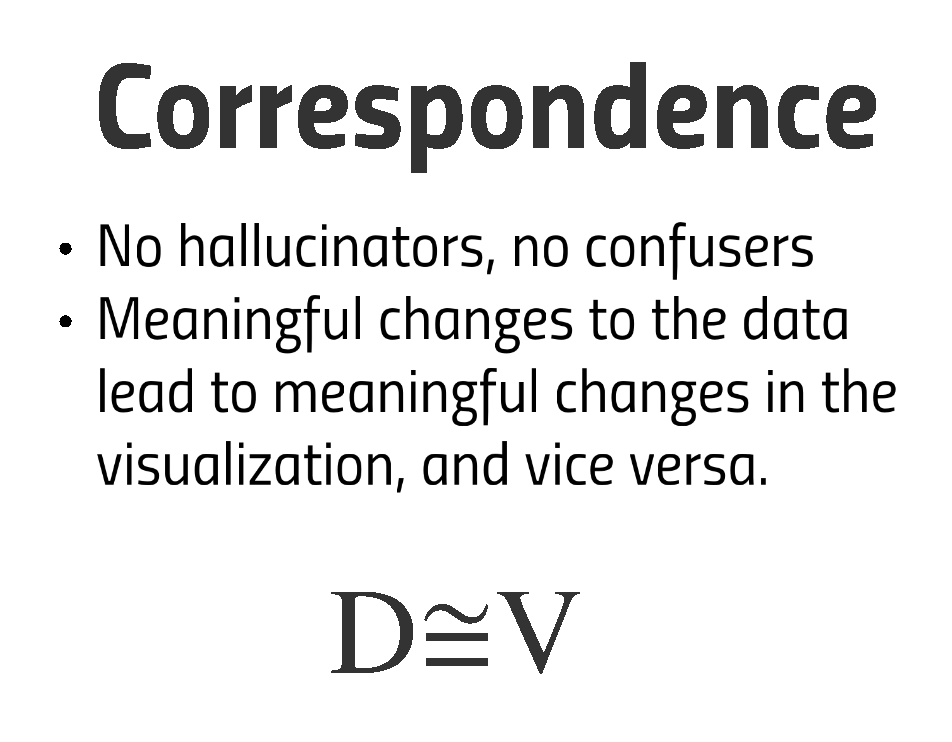 Correspondence
• No hallucinators, no confusers
• Meaningful changes to the data
lead to meaningful changes in the
visualization, and vice versa.
D≅V